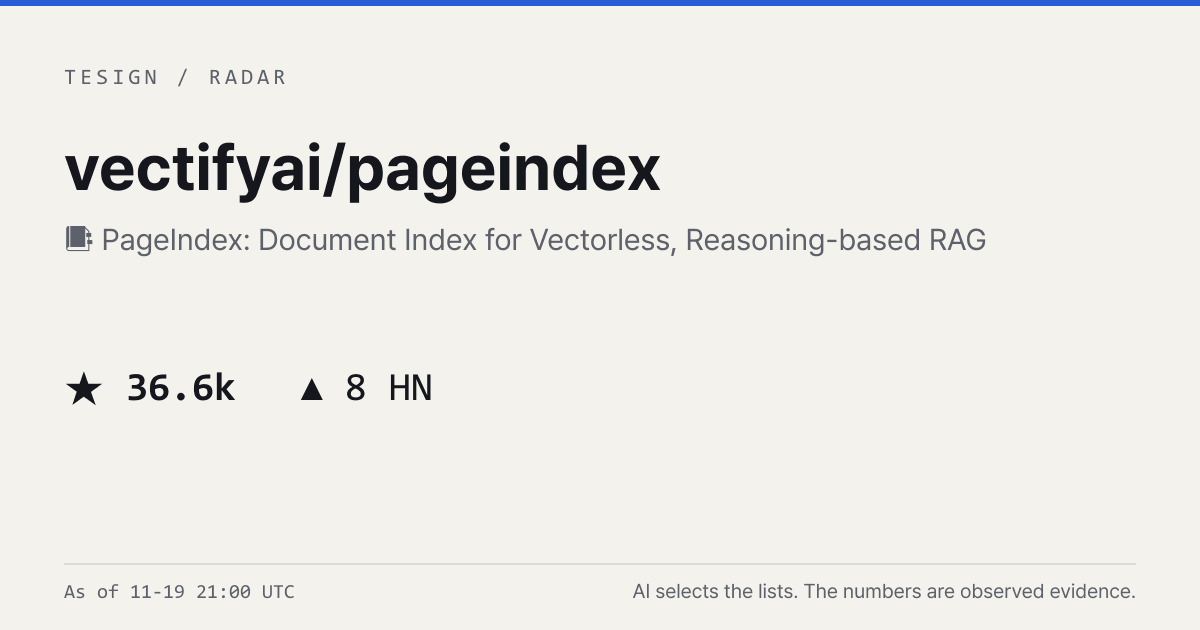 TESIGN / RADAR
vectifyai/pageindex
📑 PageIndex: Document Index for Vectorless, Reasoning-based RAG
★ 36.6k ▲ 8 HN
As of 11-19 21:00 UTC
AI selects the lists. The numbers are observed evidence.